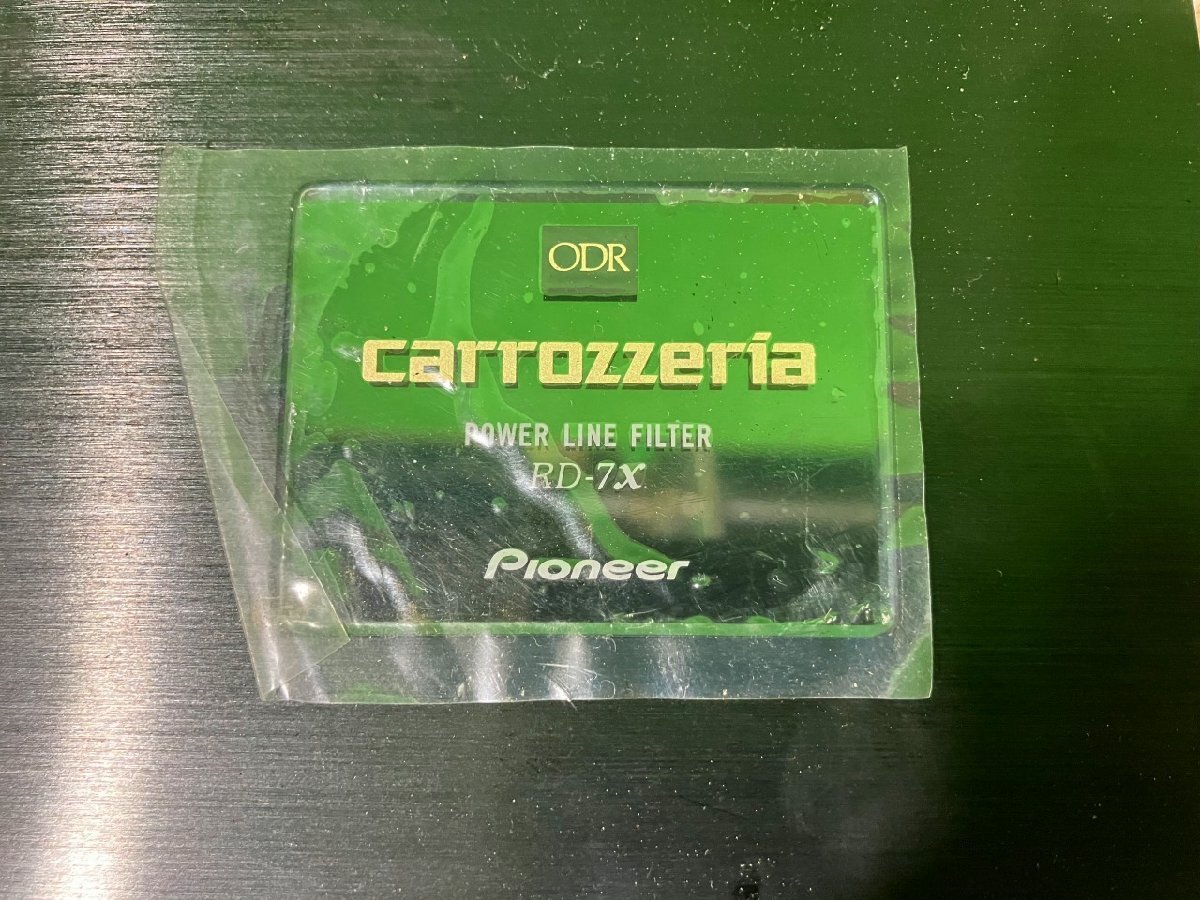 ODR
carrozzeria
POWER LINE FILTER
RD-7X
Pioneer